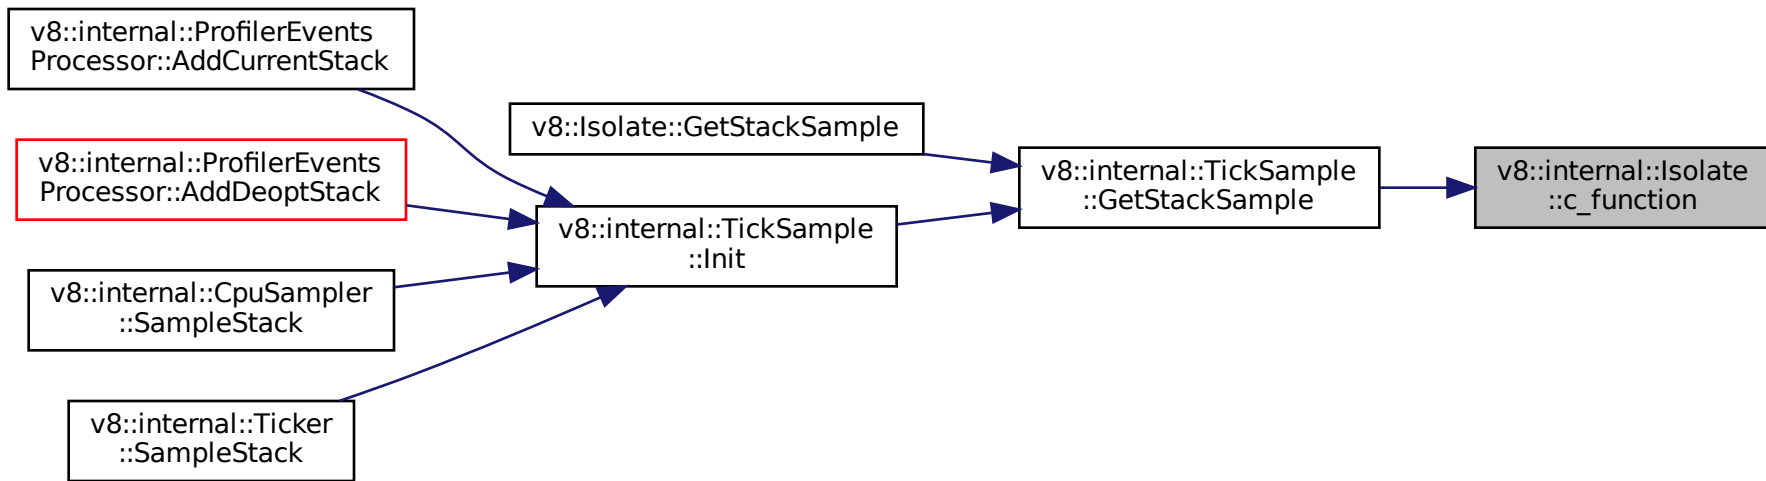 v8::internal::ProfilerEvents
Processor::AddCurrentStack
v8::internal::ProfilerEvents
Processor::AddDeoptStack
v8::internal::CpuSampler
::SampleStack
v8::internal::Ticker
::SampleStack
v8::Isolate::GetStackSample
v8::internal::TickSample
::Init
v8::internal::TickSample
::GetStackSample
v8::internal::Isolate
::c_function